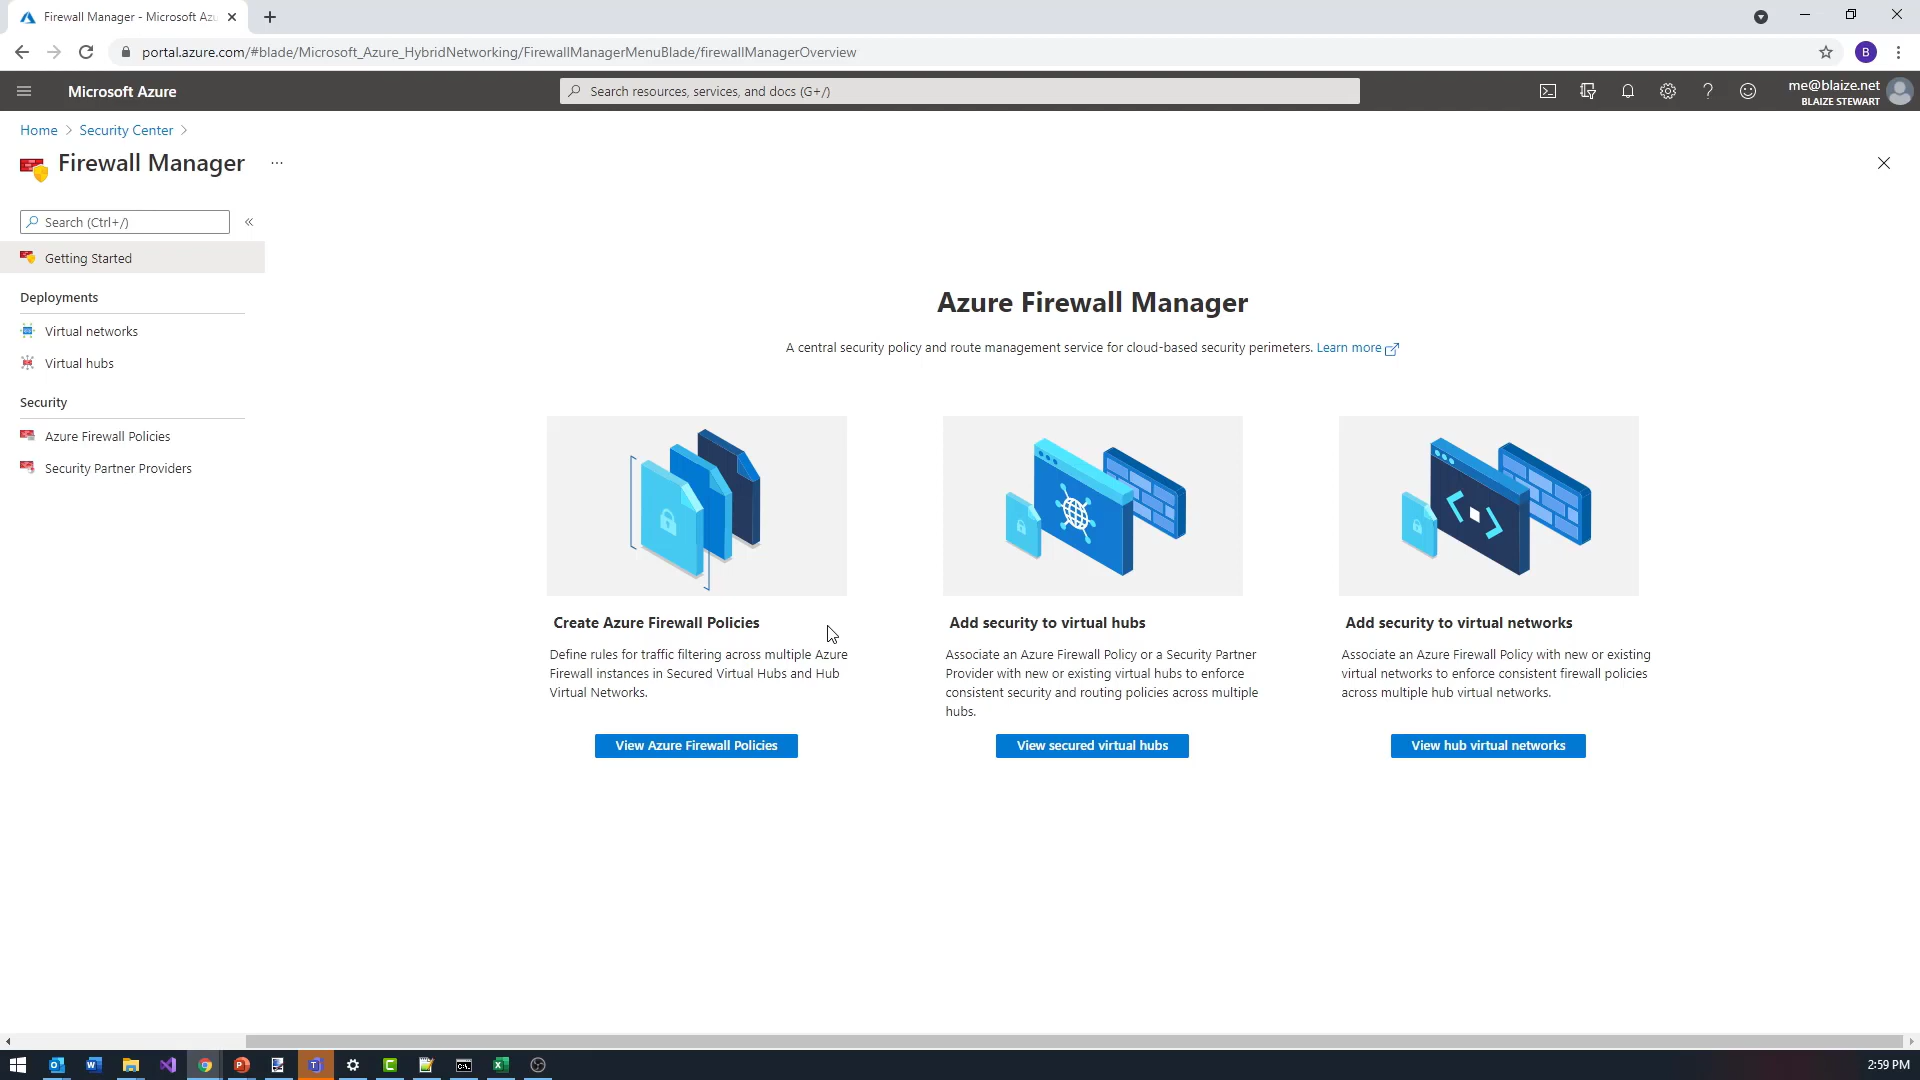 Firewall Manager - Microsoft Azu
portal.azure.com/#blade/Microsoft_Azure_HybridNetworking/FirewallManagerMenuBlade/firewallManagerOverview
B
Microsoft Azure
Search resources, services, and docs (G+/)
me@blaize.net
BLAIZE STEWART
Home > Security Center >
Firewall Manager ...
Search (Ctrl+/)
Getting Started
Deployments
Virtual networks
Virtual hubs
Security
Azure Firewall Policies
Security Partner Providers
Azure Firewall Manager
A central security policy and route management service for cloud-based security perimeters. Learn more
Create Azure Firewall Policies
Define rules for traffic filtering across multiple Azure
Firewall instances in Secured Virtual Hubs and Hub
Virtual Networks.
View Azure Firewall Policies
Add security to virtual hubs
Associate an Azure Firewall Policy or a Security Partner
Provider with new or existing virtual hubs to enforce
consistent security and routing policies across multiple
hubs.
View secured virtual hubs
Add security to virtual networks
Associate an Azure Firewall Policy with new or existing
virtual networks to enforce consistent firewall policies
across multiple hub virtual networks.
View hub virtual networks
2:59 PM